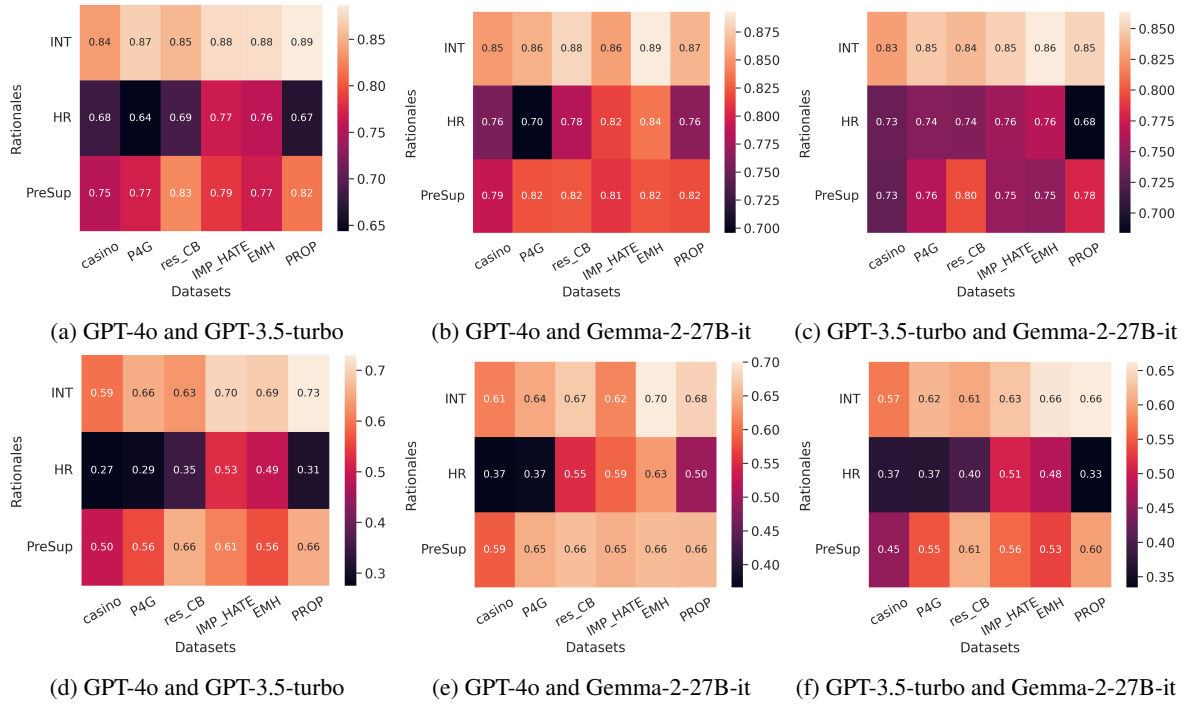 INT 0.84 0.87 0.85 0.88 0.88 0.89
HR 0.68 0.64 0.69 0.77 0.76 0.67
PreSup 0.75 0.77 0.83 0.79 0.77 0.82
Rationales
casino P4G res_CB IMP_HATE EMH PROP
Datasets
0.85
0.80
0.75
0.70
0.65
(a) GPT-4o and GPT-3.5-turbo
INT 0.85 0.86 0.88 0.86 0.89 0.87
HR 0.76 0.70 0.78 0.82 0.84 0.76
PreSup 0.79 0.82 0.82 0.81 0.82 0.82
Rationales
casino P4G res_CB IMP_HATE EMH PROP
Datasets
0.875
0.850
0.825
0.800
0.775
0.750
0.725
0.700
(b) GPT-4o and Gemma-2-27B-it
INT 0.83 0.85 0.84 0.85 0.86 0.85
HR 0.73 0.74 0.74 0.76 0.76 0.68
PreSup 0.73 0.76 0.80 0.75 0.75 0.78
Rationales
casino P4G res_CB IMP_HATE EMH PROP
Datasets
0.850
0.825
0.800
0.775
0.750
0.725
0.700
(c) GPT-3.5-turbo and Gemma-2-27B-it
INT 0.59 0.66 0.63 0.70 0.69 0.73
HR 0.27 0.29 0.35 0.53 0.49 0.31
PreSup 0.50 0.56 0.66 0.61 0.56 0.66
Rationales
casino P4G res_CB IMP_HATE EMH PROP
Datasets
0.7
0.6
0.5
0.4
0.3
(d) GPT-4o and GPT-3.5-turbo
INT 0.61 0.64 0.67 0.62 0.70 0.68
HR 0.37 0.37 0.55 0.59 0.63 0.50
PreSup 0.59 0.65 0.66 0.65 0.66 0.66
Rationales
casino P4G res_CB IMP_HATE EMH PROP
Datasets
0.70
0.65
0.60
0.55
0.50
0.45
0.40
(e) GPT-4o and Gemma-2-27B-it
INT 0.57 0.62 0.61 0.63 0.66 0.66
HR 0.37 0.37 0.40 0.51 0.48 0.33
PreSup 0.45 0.55 0.61 0.56 0.53 0.60
Rationales
casino P4G res_CB IMP_HATE EMH PROP
Datasets
0.65
0.60
0.55
0.50
0.45
0.40
0.35
(f) GPT-3.5-turbo and Gemma-2-27B-it